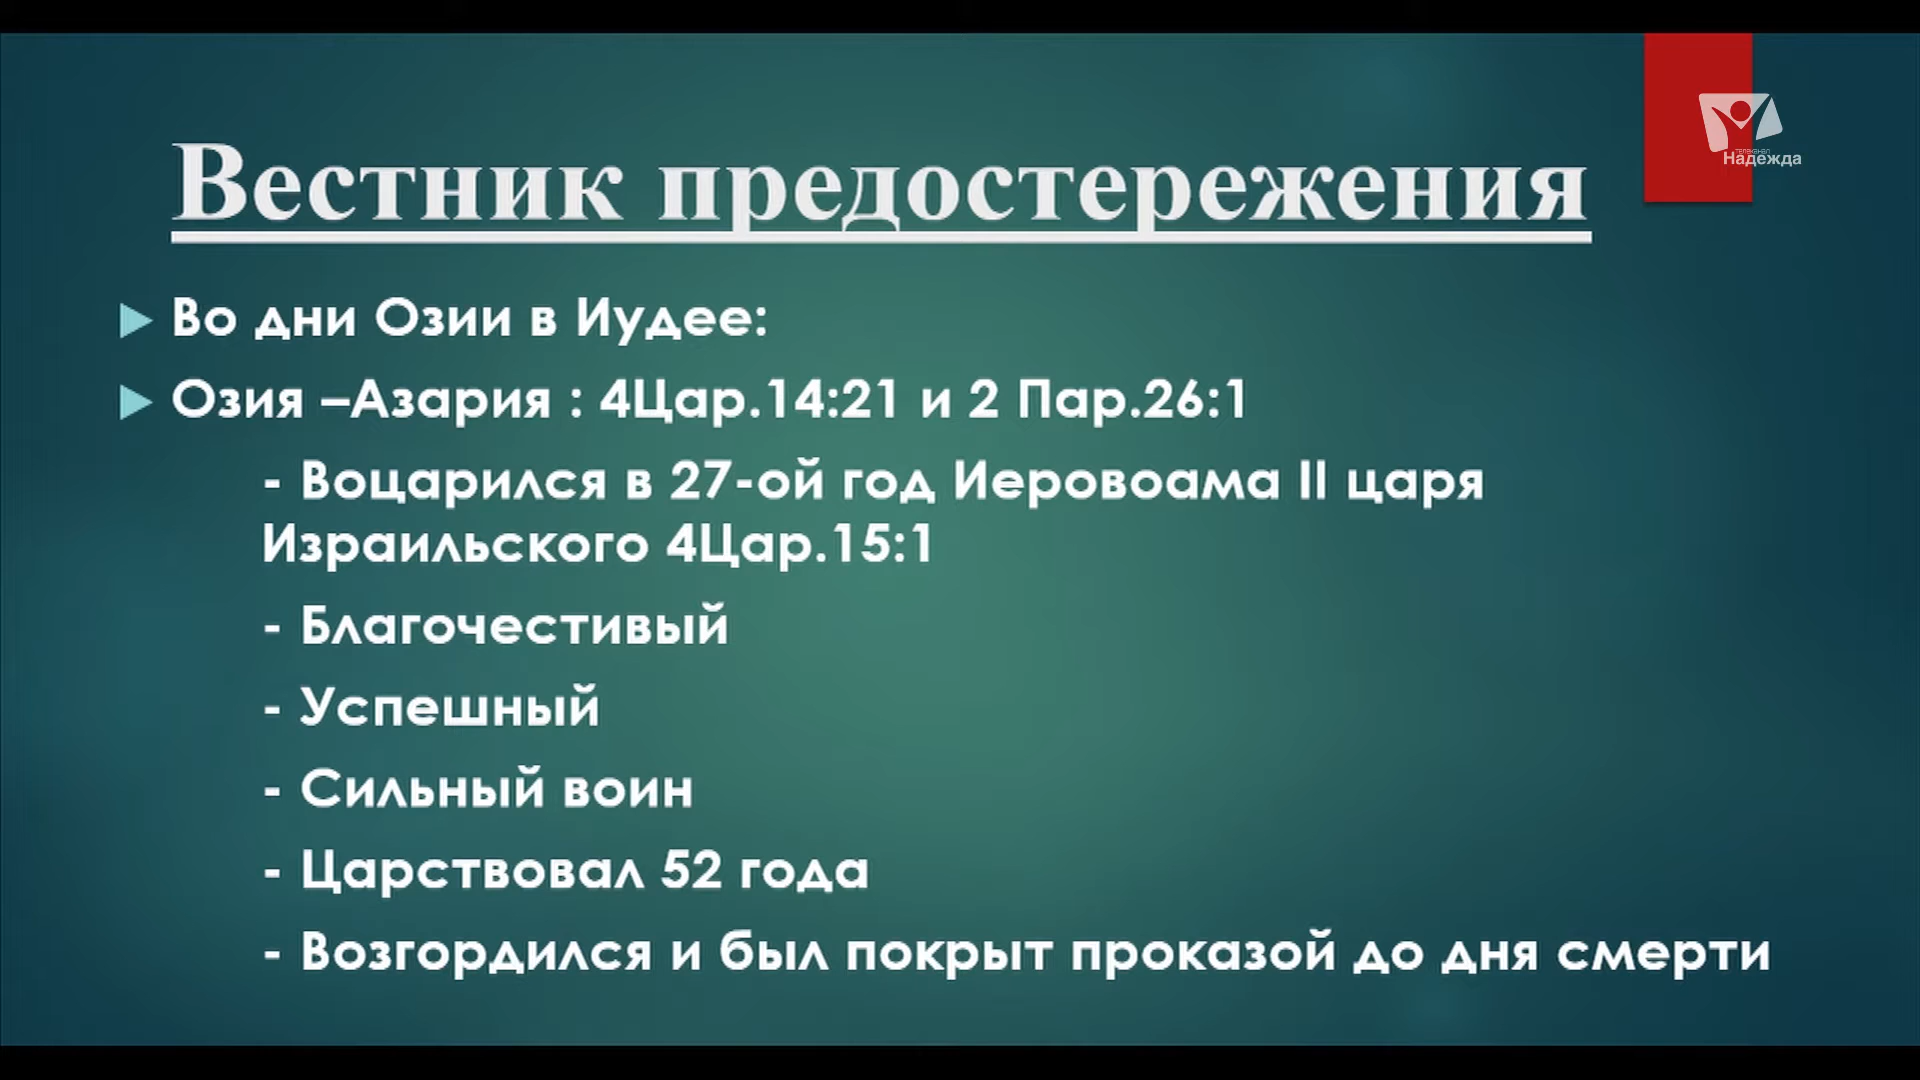 телеканал
Надежда
Вестник предостережения
Во дни Озии в Иудее:
Озия –Азария : 4Цар.14:21 и 2 Пар.26:1
- Воцарился в 27-ой год Иеровоама II царя
Израильского 4Цар.15:1
- Благочестивый
- Успешный
- Сильный воин
- Царствовал 52 года
- Возгордился и был покрыт проказой до дня смерти